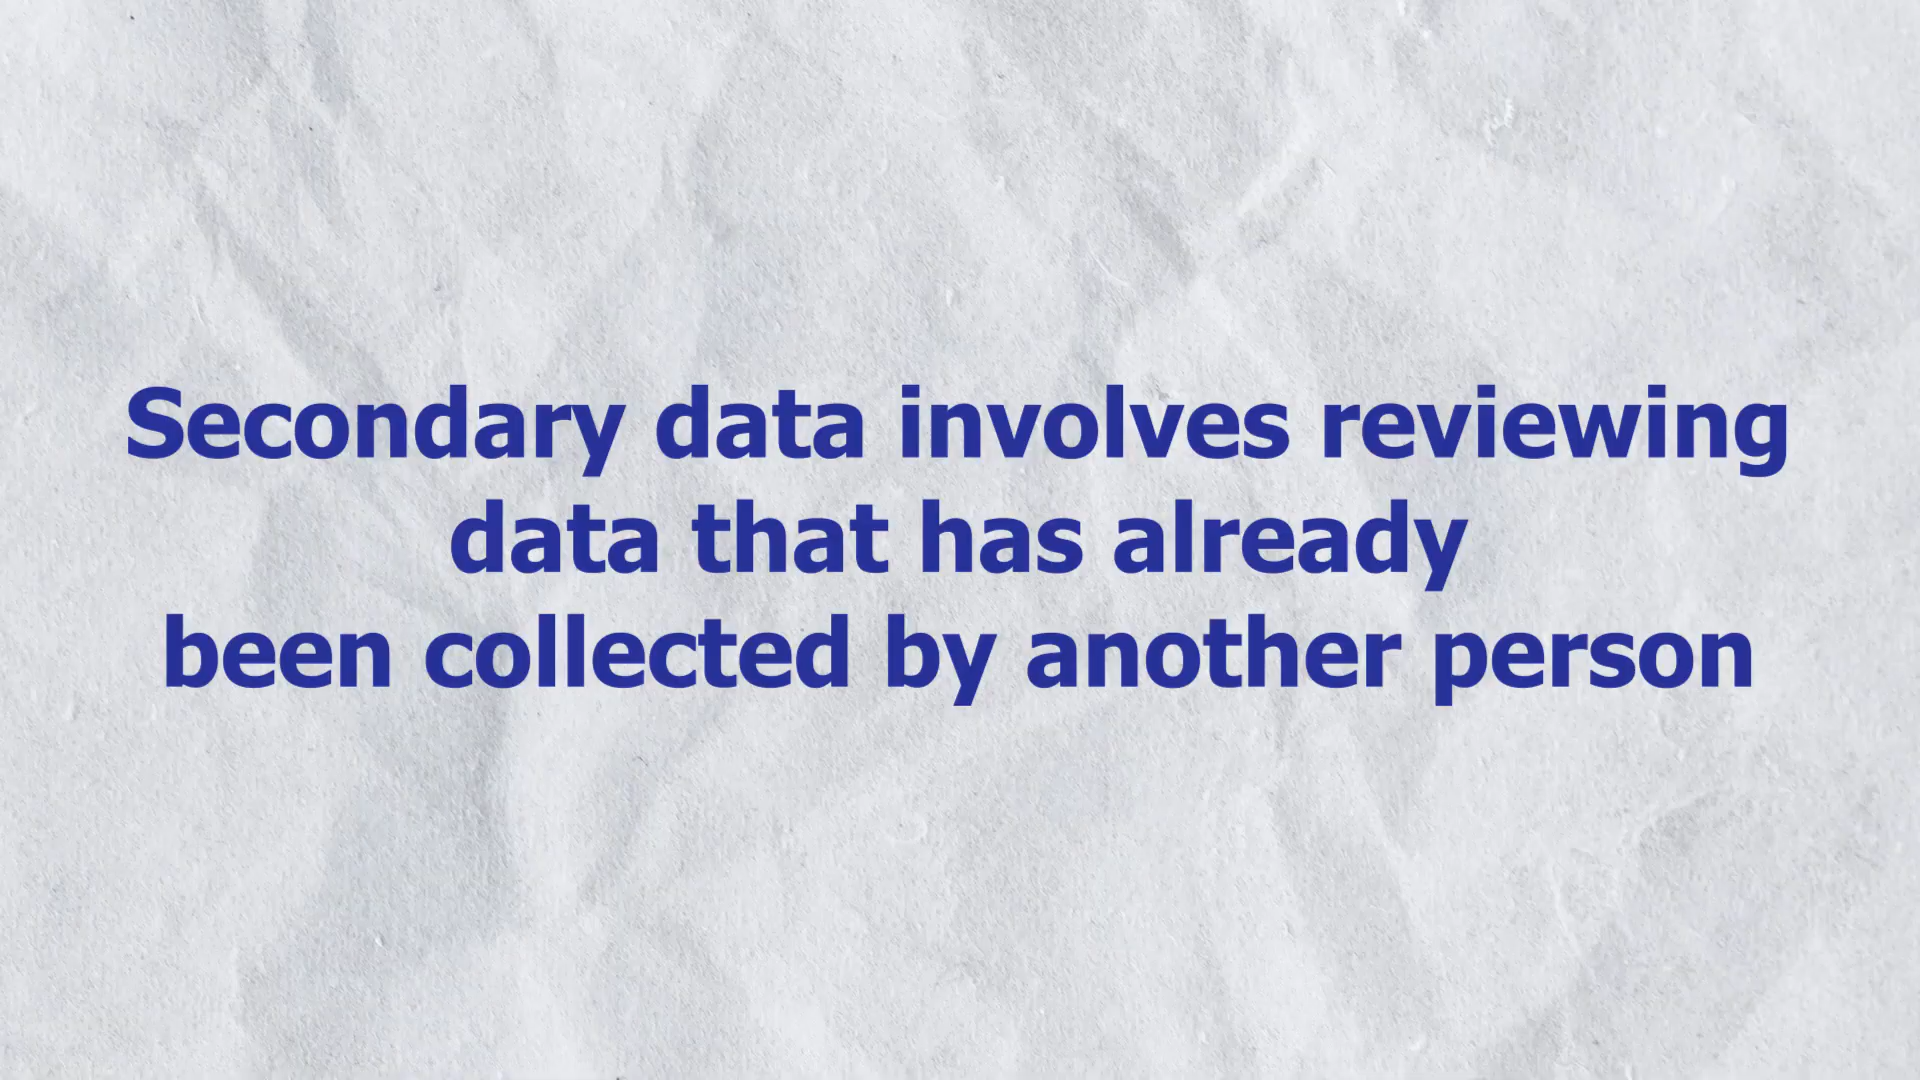 Secondary data involves reviewing
data that has already
been collected by another person